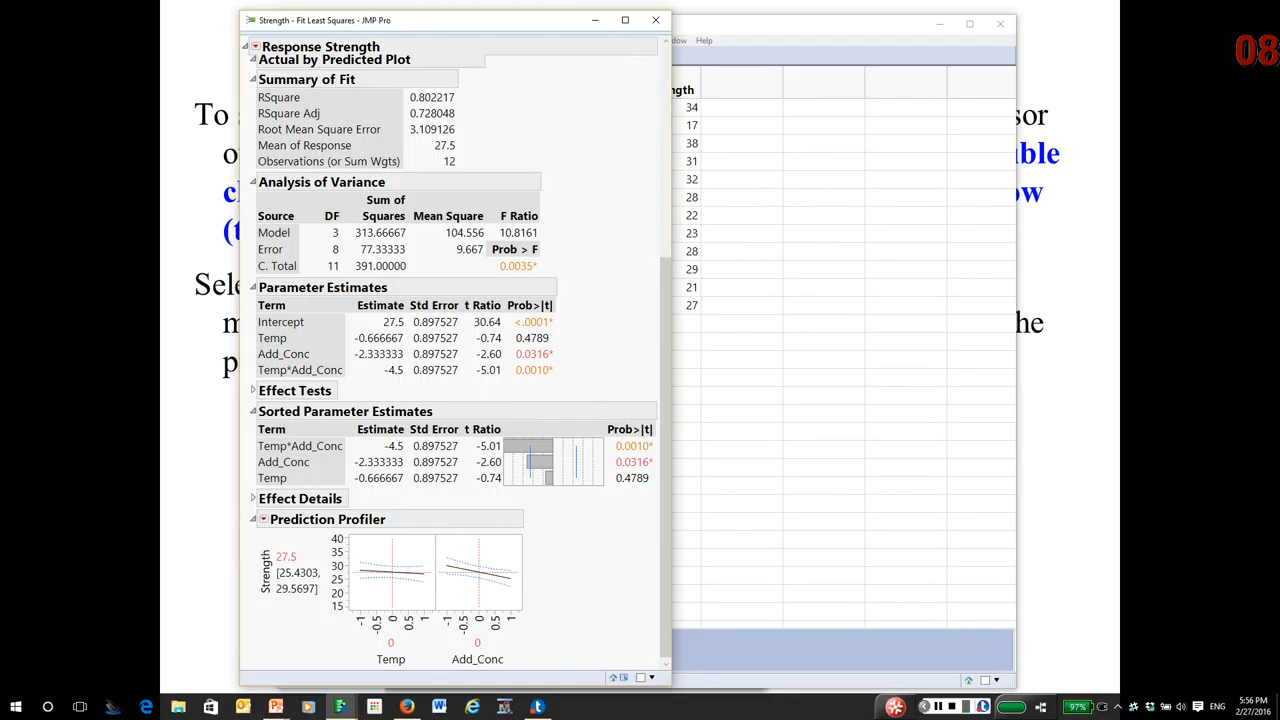 Strength - Fit Least Squares - JMP Pro
Response Strength
Actual by Predicted Plot
Summary of Fit
RSquare 0.802217
RSquare Adj 0.728048
Root Mean Square Error 3.109126
Mean of Response 27.5
Observations (or Sum Wgts) 12
Analysis of Variance
Sum of
Source DF Squares Mean Square F Ratio
Model 3 313.66667 104.556 10.8161
Error 8 77.33333 9.667 Prob > F
C. Total 11 391.00000 0.0035*
Parameter Estimates
Term Estimate Std Error t Ratio Prob>|t|
Intercept 27.5 0.897527 30.64 <.0001*
Temp -0.666667 0.897527 -0.74 0.4789
Add_Conc -2.333333 0.897527 -2.60 0.0316*
Temp*Add_Conc -4.5 0.897527 -5.01 0.0010*
Effect Tests
Sorted Parameter Estimates
Term Estimate Std Error t Ratio Prob>|t|
Temp*Add_Conc -4.5 0.897527 -5.01 0.0010*
Add_Conc -2.333333 0.897527 -2.60 0.0316*
Temp -0.666667 0.897527 -0.74 0.4789
Effect Details
Prediction Profiler
Strength
27.5
[25.4303,
29.5697]
40
35
30
25
20
15
-1 -0.5 0 0.5 1 -1 -0.5 0 0.5 1
0 0
Temp Add_Conc
dow Help
ngth
34
17
38
31
32
28
22
23
28
29
21
27
To
sor
o
ible
cl
ow
(t
Sele
m
he
p
08
97%
ENG
5:56 PM
2/27/2016